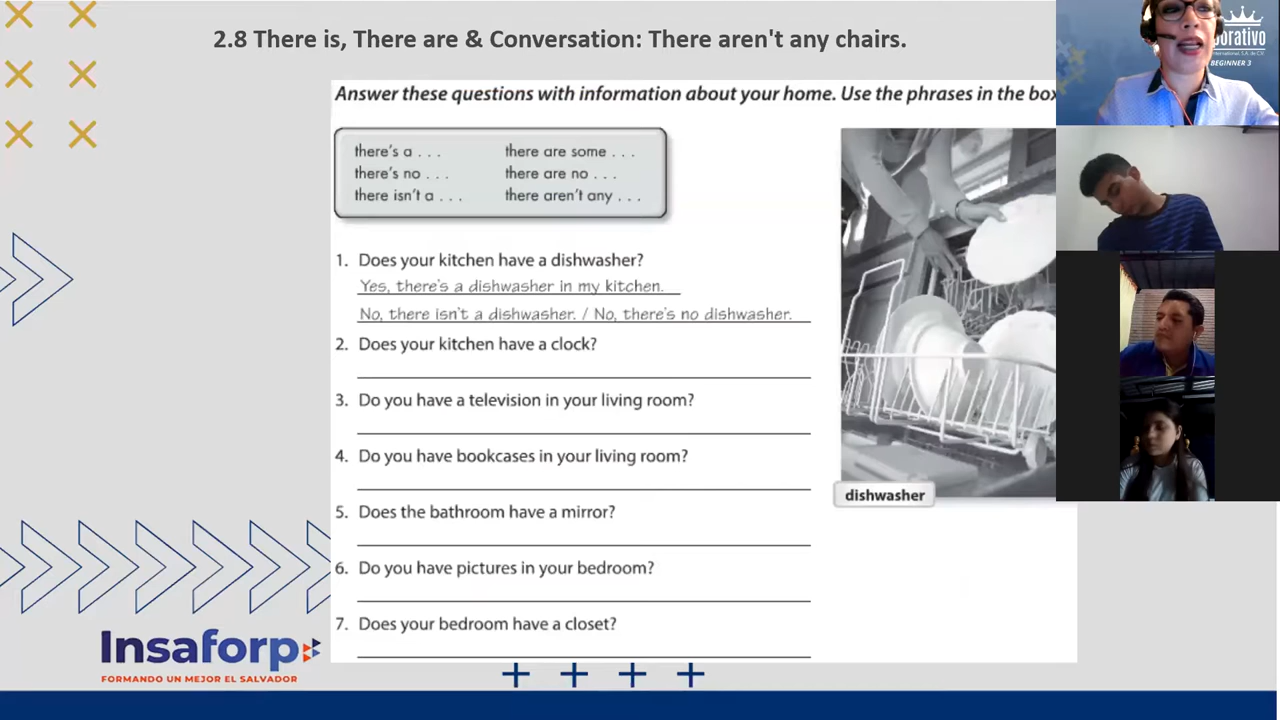 2.8 There is, There are & Conversation: There aren't any chairs.
orativo
International, S.A. de C.V.
BEGINNER 3
Answer these questions with information about your home. Use the phrases in the box
there's a . . .
there's no . . .
there isn't a . . .
there are some . . .
there are no . . .
there aren't any . . .
1. Does your kitchen have a dishwasher?
Yes, there's a dishwasher in my kitchen.
No, there isn't a dishwasher. / No, there's no dishwasher.
2. Does your kitchen have a clock?
3. Do you have a television in your living room?
4. Do you have bookcases in your living room?
5. Does the bathroom have a mirror?
6. Do you have pictures in your bedroom?
7. Does your bedroom have a closet?
dishwasher
Insaforp
FORMANDO UN MEJOR EL SALVADOR